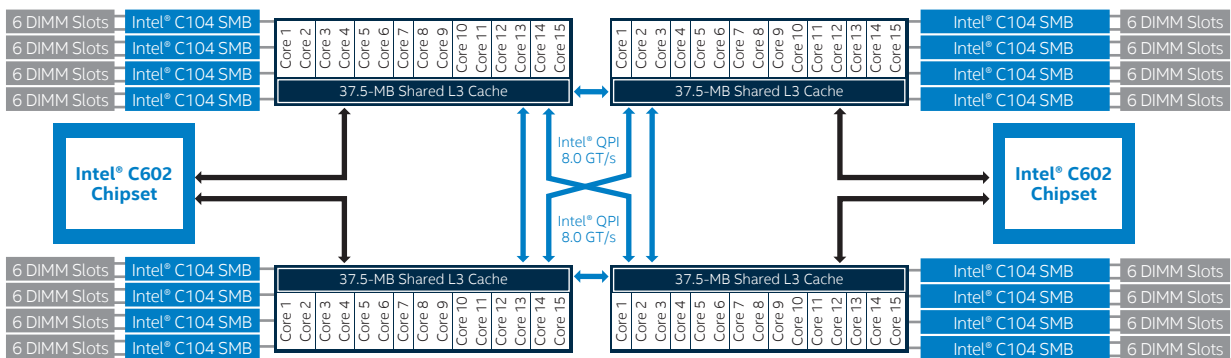 6 DIMM Slots Intel® C104 SMB
6 DIMM Slots Intel® C104 SMB
6 DIMM Slots Intel® C104 SMB
6 DIMM Slots Intel® C104 SMB
Core 1
Core 2
Core 3
Core 4
Core 5
Core 6
Core 7
Core 8
Core 9
Core 10
Core 11
Core 12
Core 13
Core 14
Core 15
37.5-MB Shared L3 Cache
Core 1
Core 2
Core 3
Core 4
Core 5
Core 6
Core 7
Core 8
Core 9
Core 10
Core 11
Core 12
Core 13
Core 14
Core 15
37.5-MB Shared L3 Cache
Intel® C104 SMB 6 DIMM Slots
Intel® C104 SMB 6 DIMM Slots
Intel® C104 SMB 6 DIMM Slots
Intel® C104 SMB 6 DIMM Slots
Intel® C602
Chipset
Intel® QPI
8.0 GT/s
Intel® QPI
8.0 GT/s
Intel® C602
Chipset
6 DIMM Slots Intel® C104 SMB
6 DIMM Slots Intel® C104 SMB
6 DIMM Slots Intel® C104 SMB
6 DIMM Slots Intel® C104 SMB
37.5-MB Shared L3 Cache
Core 1
Core 2
Core 3
Core 4
Core 5
Core 6
Core 7
Core 8
Core 9
Core 10
Core 11
Core 12
Core 13
Core 14
Core 15
37.5-MB Shared L3 Cache
Core 1
Core 2
Core 3
Core 4
Core 5
Core 6
Core 7
Core 8
Core 9
Core 10
Core 11
Core 12
Core 13
Core 14
Core 15
Intel® C104 SMB 6 DIMM Slots
Intel® C104 SMB 6 DIMM Slots
Intel® C104 SMB 6 DIMM Slots
Intel® C104 SMB 6 DIMM Slots